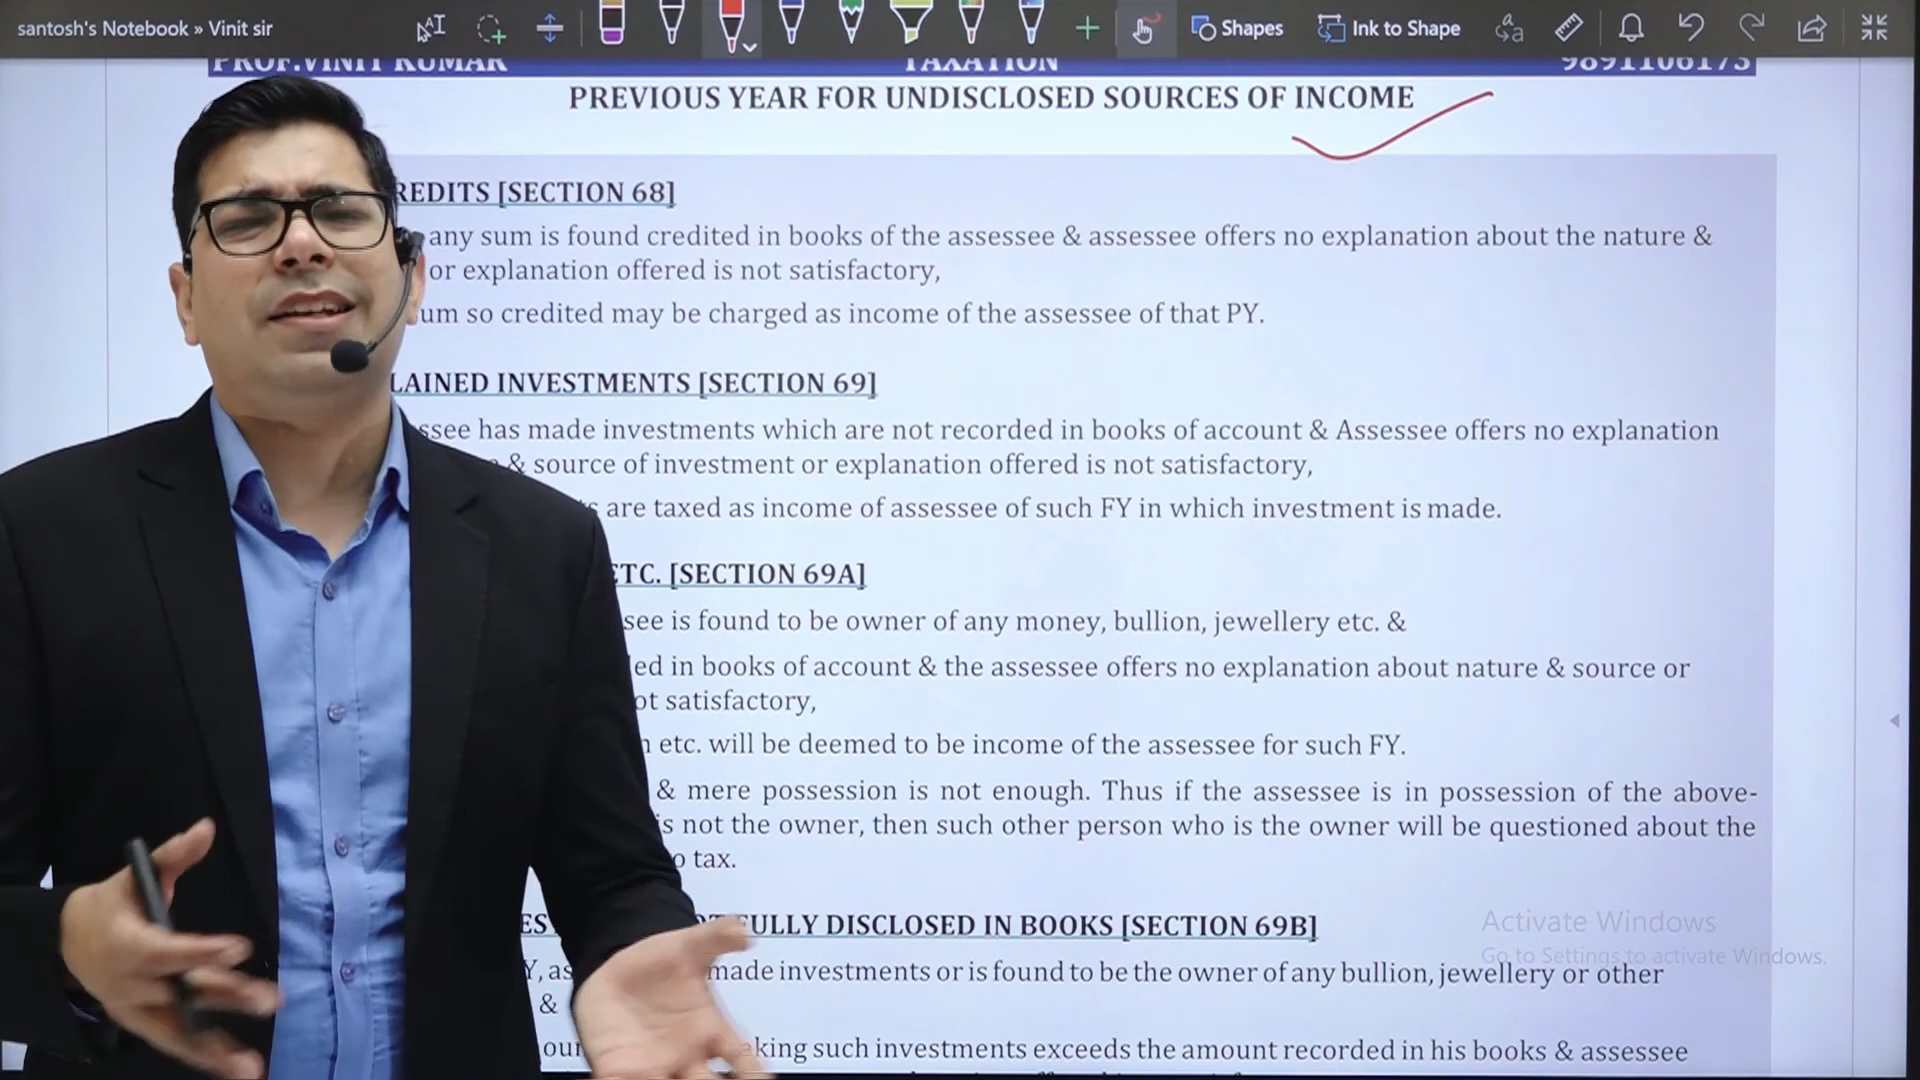 santosh's Notebook » Vinit sir
Shapes
Ink to Shape
PROF.VINIT KUMAR TAXATION 9891106173
PREVIOUS YEAR FOR UNDISCLOSED SOURCES OF INCOME
REDITS [SECTION 68]
any sum is found credited in books of the assessee & assessee offers no explanation about the nature &
or explanation offered is not satisfactory,
um so credited may be charged as income of the assessee of that PY.
LAINED INVESTMENTS [SECTION 69]
ssee has made investments which are not recorded in books of account & Assessee offers no explanation
& source of investment or explanation offered is not satisfactory,
are taxed as income of assessee of such FY in which investment is made.
ETC. [SECTION 69A]
see is found to be owner of any money, bullion, jewellery etc. &
ed in books of account & the assessee offers no explanation about nature & source or
ot satisfactory,
etc. will be deemed to be income of the assessee for such FY.
& mere possession is not enough. Thus if the assessee is in possession of the above-
is not the owner, then such other person who is the owner will be questioned about the
o tax.
ES FULLY DISCLOSED IN BOOKS [SECTION 69B]
Y, as made investments or is found to be the owner of any bullion, jewellery or other
&
our aking such investments exceeds the amount recorded in his books & assessee
Activate Windows
Go to Settings to activate Windows.